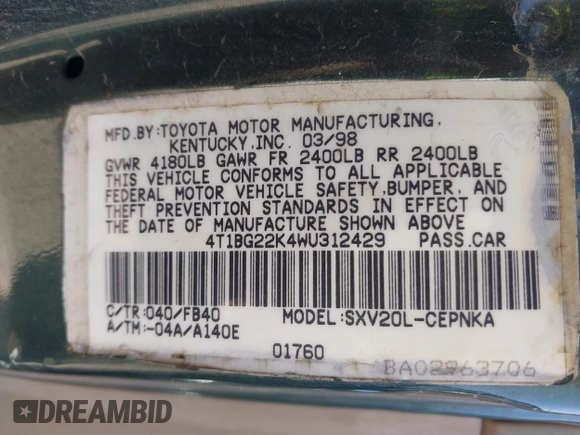 MFD.BY:TOYOTA MOTOR MANUFACTURING,
KENTUCKY,INC. 03/98
GVWR 4180LB GAWR FR 2400LB RR 2400LB
THIS VEHICLE CONFORMS TO ALL APPLICABLE
FEDERAL MOTOR VEHICLE SAFETY,BUMPER, AND
THEFT PREVENTION STANDARDS IN EFFECT ON
THE DATE OF MANUFACTURE SHOWN ABOVE
4T1BG22K4WU312429 PASS.CAR
C/TR:040/FB40 MODEL:SXV20L-CEPNKA
A/TM:-04A/A140E
01760
BA02963706
DREAMBID